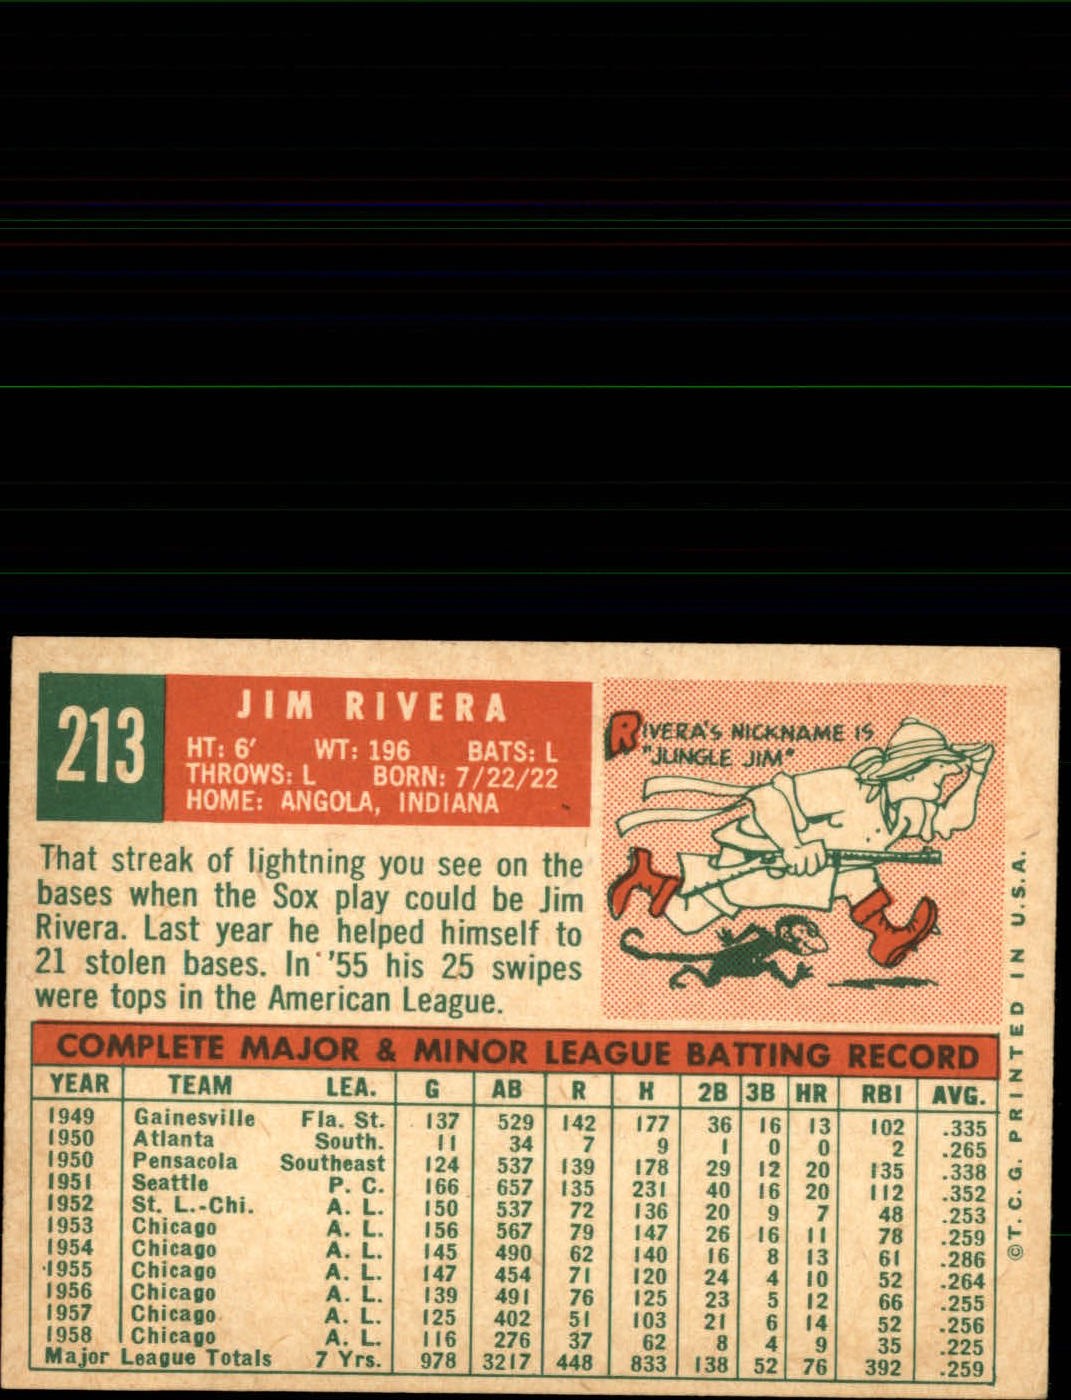 213
JIM RIVERA
HT: 6' WT: 196 BATS: L
THROWS: L BORN: 7/22/22
HOME: ANGOLA, INDIANA
RIVERA'S NICKNAME IS
"JUNGLE JIM"
That streak of lightning you see on the
bases when the Sox play could be Jim
Rivera. Last year he helped himself to
21 stolen bases. In '55 his 25 swipes
were tops in the American League.
COMPLETE MAJOR & MINOR LEAGUE BATTING RECORD
YEAR TEAM LEA. G AB R H 2B 3B HR RBI AVG.
1949 Gainesville Fla. St. 137 529 142 177 36 16 13 102 .335
1950 Atlanta South. 11 34 7 9 1 0 0 2 .265
1950 Pensacola Southeast 124 537 139 178 29 12 20 135 .338
1951 Seattle P. C. 166 657 135 231 40 16 20 112 .352
1952 St. L.-Chi. A. L. 150 537 72 136 20 9 7 48 .253
1953 Chicago A. L. 156 567 79 147 26 16 11 78 .259
1954 Chicago A. L. 145 490 62 140 16 8 13 61 .286
1955 Chicago A. L. 147 454 71 120 24 4 10 52 .264
1956 Chicago A. L. 139 491 76 125 23 5 12 66 .255
1957 Chicago A. L. 125 402 51 103 21 6 14 52 .256
1958 Chicago A. L. 116 276 37 62 8 4 9 35 .225
Major League Totals 7 Yrs. 978 3217 448 833 138 52 76 392 .259
©T. C. G. PRINTED IN U.S.A.